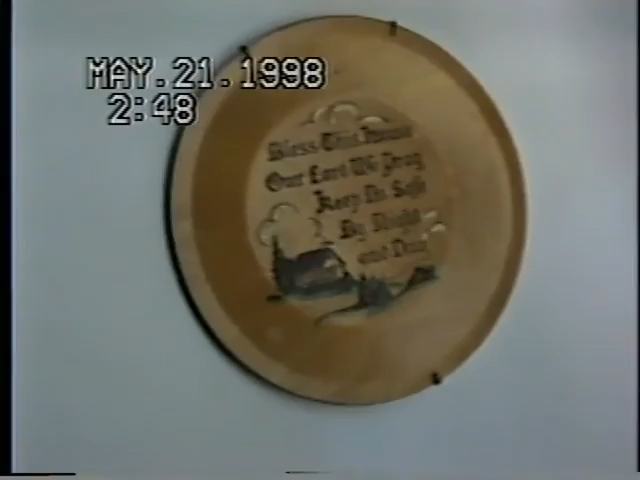 MAY.21.1998
2:48
Bless This House
Our Lord We Pray
Keep Us Safe
By Night
and Day